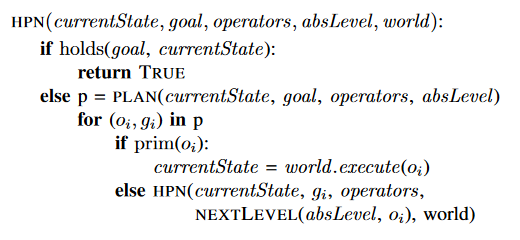 HPN(currentState, goal, operators, absLevel, world):
if holds(goal, currentState):
return TRUE
else p = PLAN(currentState, goal, operators, absLevel)
for (oᵢ, gᵢ) in p
if prim(oᵢ):
currentState = world.execute(oᵢ)
else HPN(currentState, gᵢ, operators,
NEXTLEVEL(absLevel, oᵢ), world)